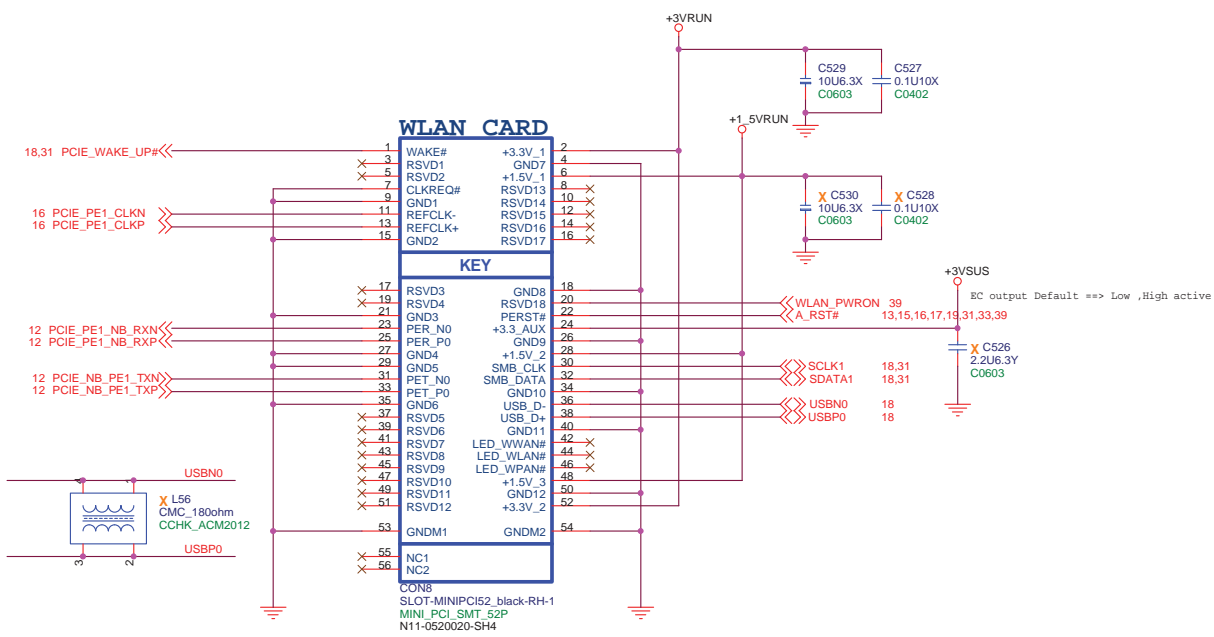 +3VRUN
C529
10U6.3X
C0603
C527
0.1U10X
C0402
+1_5VRUN
X C530
10U6.3X
C0603
X C528
0.1U10X
C0402
+3VSUS
EC output Default ==> Low ,High active
X C526
2.2U6.3Y
C0603
WLAN CARD
18,31 PCIE_WAKE_UP# 1 WAKE# +3.3V_1 2
3 RSVD1 GND7 4
5 RSVD2 +1.5V_1 6
7 CLKREQ# RSVD13 8
9 GND1 RSVD14 10
16 PCIE_PE1_CLKN 11 REFCLK- RSVD15 12
16 PCIE_PE1_CLKP 13 REFCLK+ RSVD16 14
15 GND2 RSVD17 16
KEY
17 RSVD3 GND8 18
19 RSVD4 RSVD18 20 WLAN_PWRON 39
21 GND3 PERST# 22 A_RST# 13,15,16,17,19,31,33,39
12 PCIE_PE1_NB_RXN 23 PER_N0 +3.3_AUX 24
12 PCIE_PE1_NB_RXP 25 PER_P0 GND9 26
27 GND4 +1.5V_2 28
29 GND5 SMB_CLK 30 SCLK1 18,31
12 PCIE_NB_PE1_TXN 31 PET_N0 SMB_DATA 32 SDATA1 18,31
12 PCIE_NB_PE1_TXP 33 PET_P0 GND10 34
35 GND6 USB_D- 36 USBN0 18
37 RSVD5 USB_D+ 38 USBP0 18
39 RSVD6 GND11 40
41 RSVD7 LED_WWAN# 42
43 RSVD8 LED_WLAN# 44
45 RSVD9 LED_WPAN# 46
47 RSVD10 +1.5V_3 48
49 RSVD11 GND12 50
51 RSVD12 +3.3V_2 52
53 GNDM1 GNDM2 54
55 NC1
56 NC2
CON8
SLOT-MINIPCI52_black-RH-1
MINI_PCI_SMT_52P
N11-0520020-SH4
USBN0
X L56
CMC_180ohm
CCHK_ACM2012
USBP0
3
2